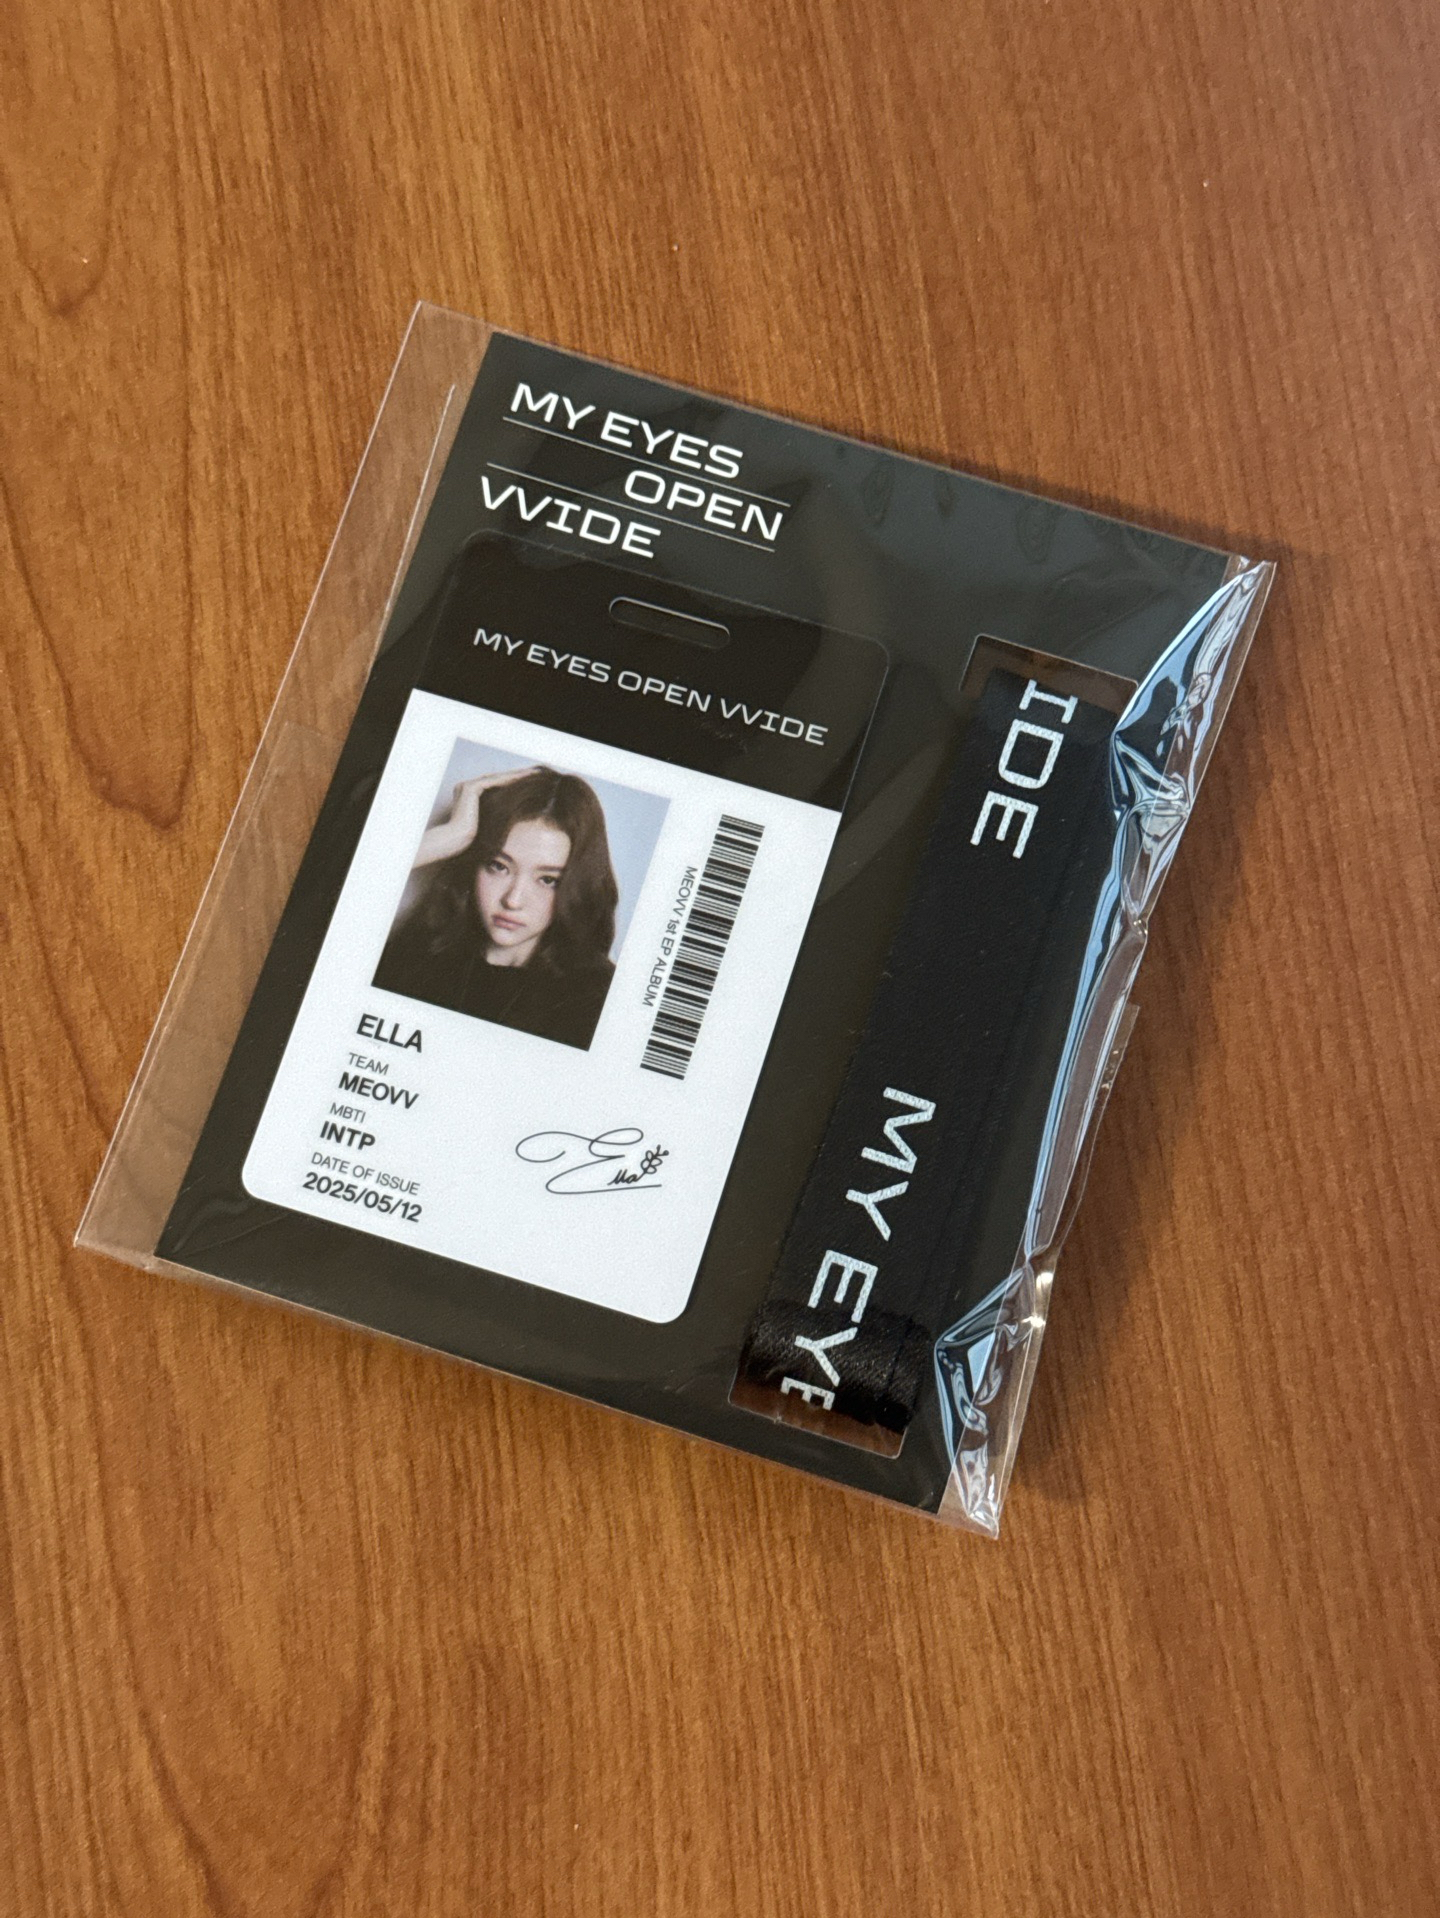 MY EYES
OPEN
VVIDE
MY EYES OPEN VVIDE
MEOVV 1st EP ALBUM
ELLA
TEAM
MEOVV
MBTI
INTP
DATE OF ISSUE
2025/05/12
Ella
IDE
MY EYE